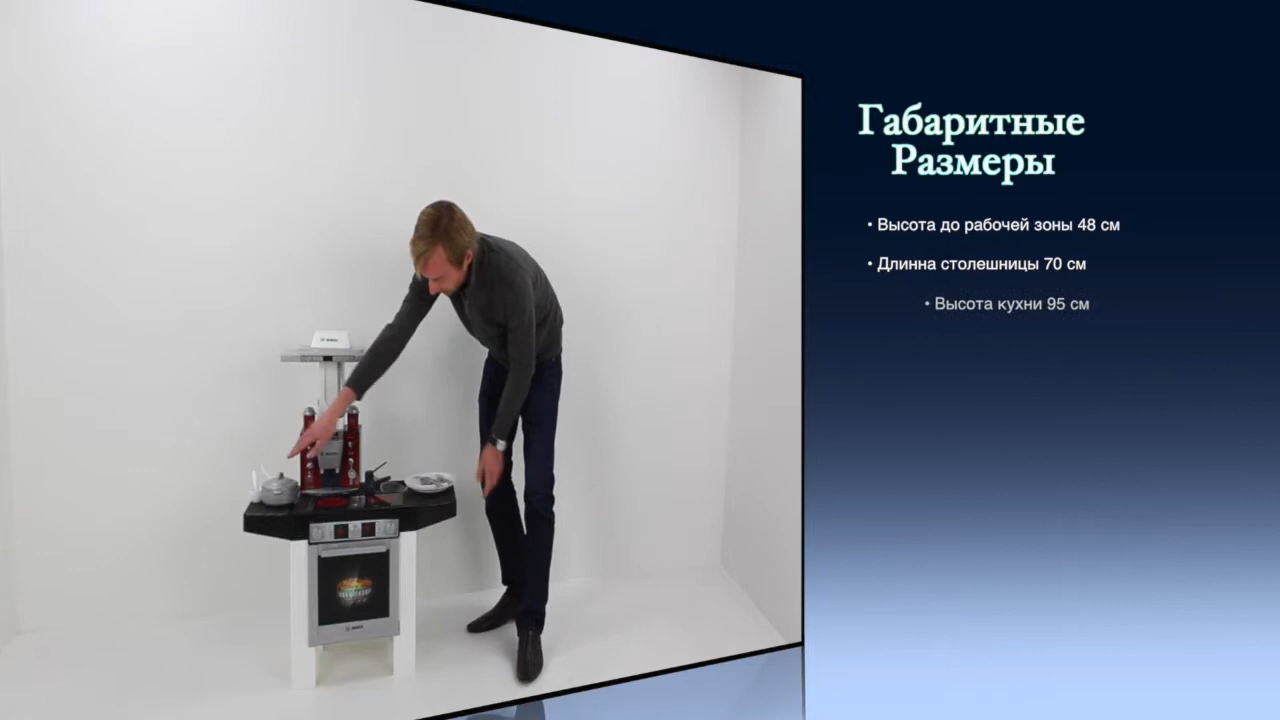 Габаритные
Размеры
• Высота до рабочей зоны 48 см
• Длинна столешницы 70 см
• Высота кухни 95 см